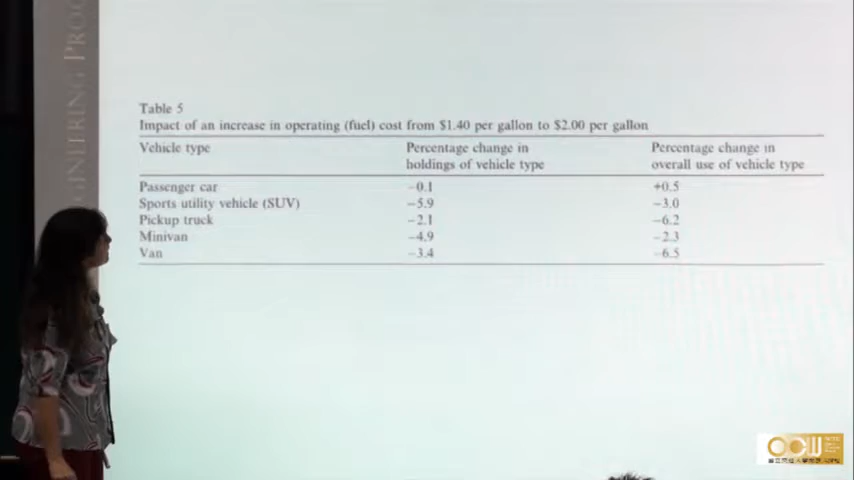 Table 5
Impact of an increase in operating (fuel) cost from $1.40 per gallon to $2.00 per gallon
Vehicle type Percentage change in holdings of vehicle type Percentage change in overall use of vehicle type
Passenger car −0.1 +0.5
Sports utility vehicle (SUV) −5.9 −3.0
Pickup truck −2.1 −6.2
Minivan −4.9 −2.3
Van −3.4 −6.5
OCW